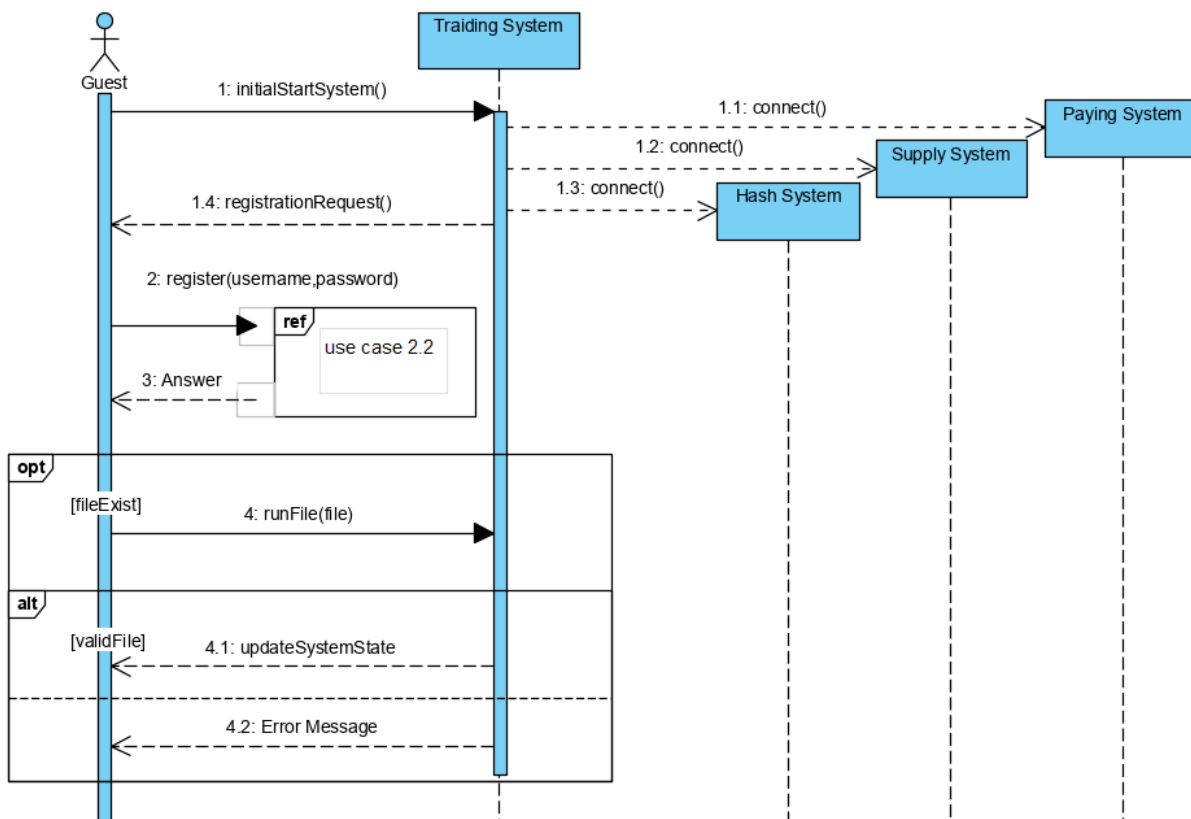 Traiding System
Guest
1: initialStartSystem()
1.1: connect()
Paying System
1.2: connect()
Supply System
1.3: connect()
Hash System
1.4: registrationRequest()
2: register(username,password)
ref
use case 2.2
3: Answer
opt
[fileExist]
4: runFile(file)
alt
[validFile]
4.1: updateSystemState
4.2: Error Message